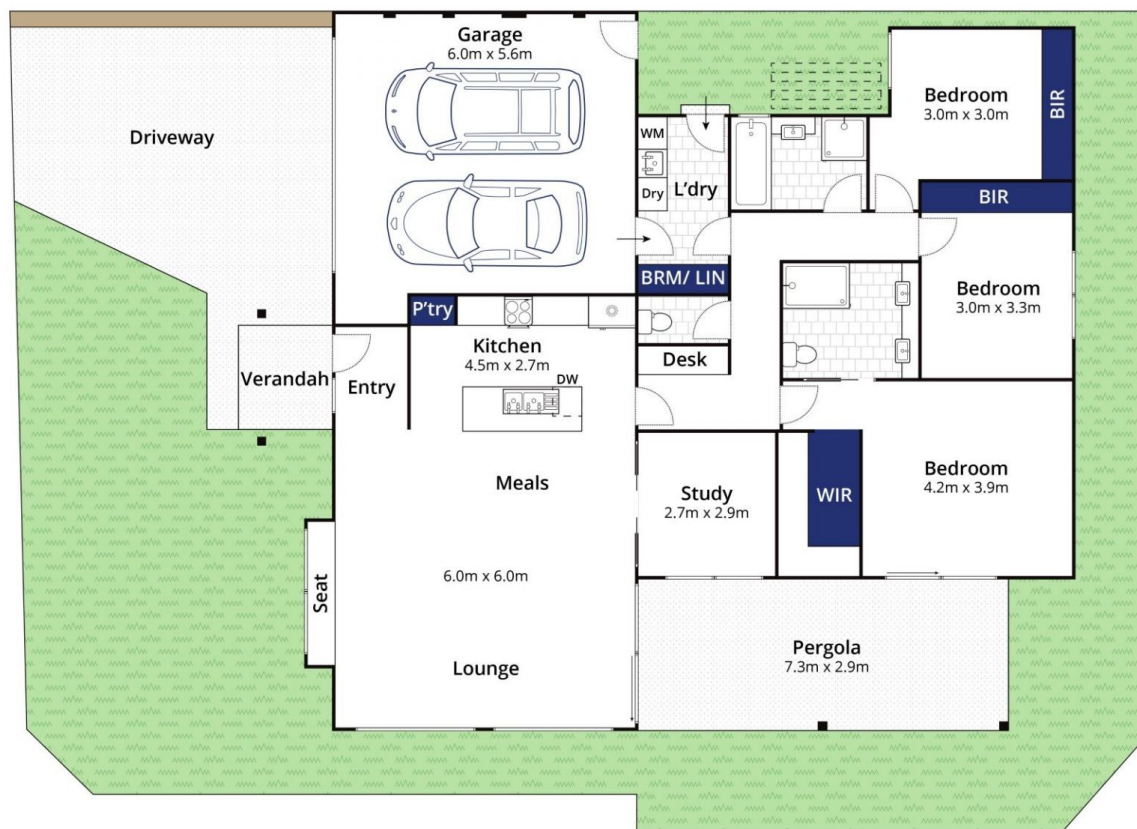 Garage
6.0m x 5.6m
Driveway
Bedroom
3.0m x 3.0m
BIR
WM
Dry
L'dry
BIR
BRM/ LIN
Bedroom
3.0m x 3.3m
P'try
Kitchen
4.5m x 2.7m
DW
Desk
Verandah
Entry
Meals
Study
2.7m x 2.9m
WIR
Bedroom
4.2m x 3.9m
6.0m x 6.0m
Seat
Lounge
Pergola
7.3m x 2.9m